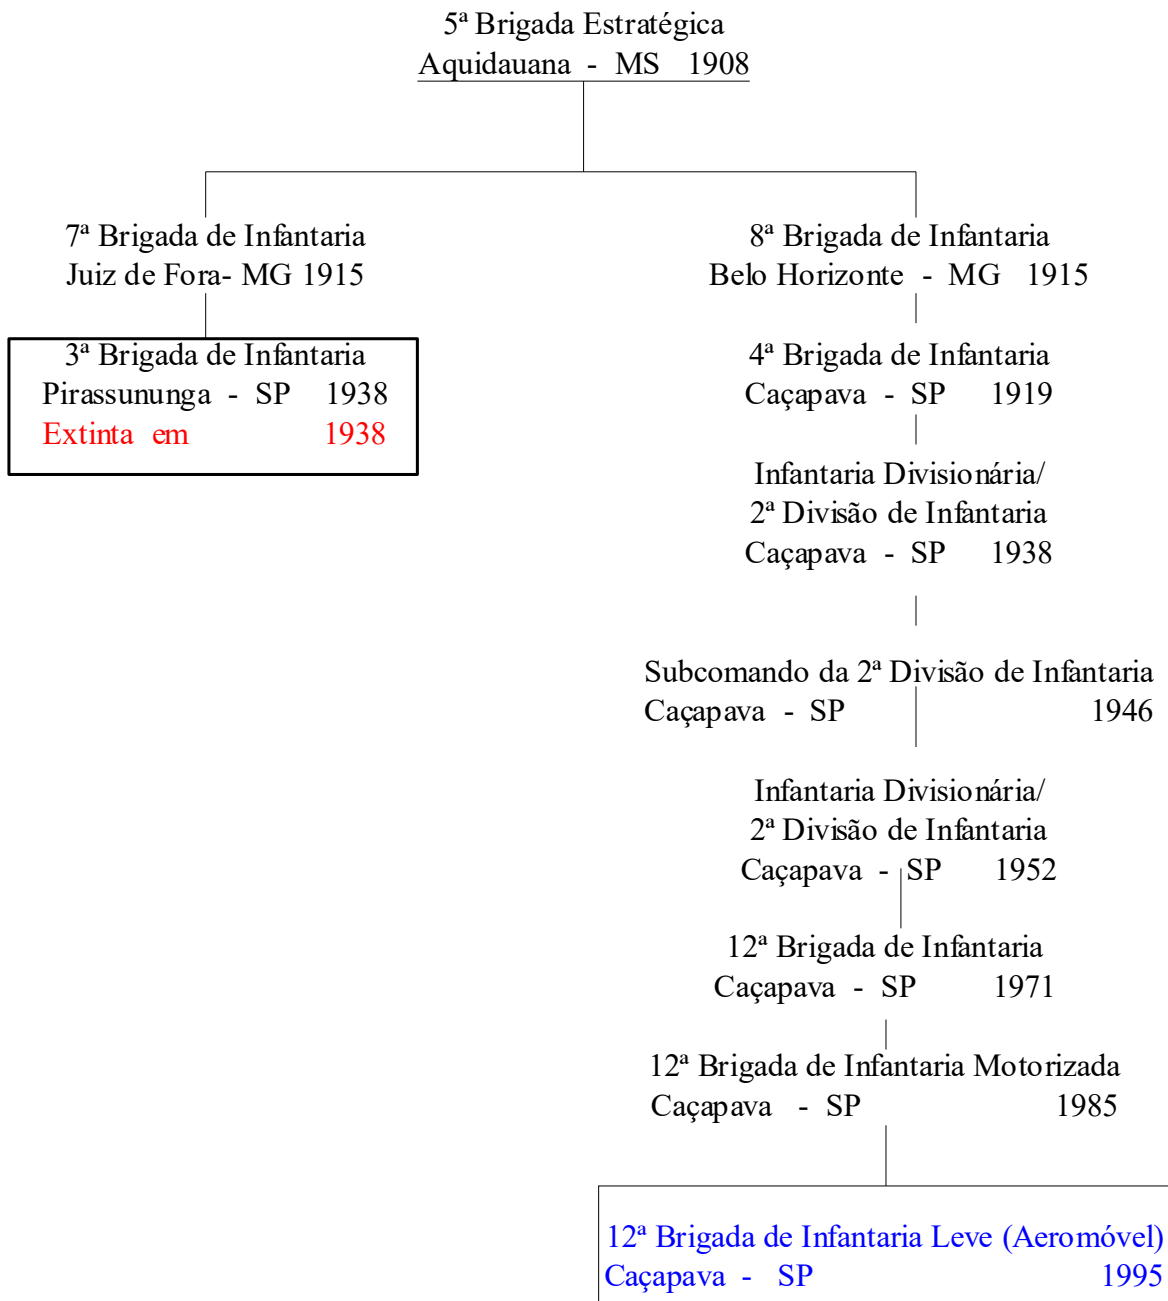 5ª Brigada Estratégica
Aquidauana - MS 1908
7ª Brigada de Infantaria
Juiz de Fora- MG 1915
3ª Brigada de Infantaria
Pirassununga - SP 1938
Extinta em 1938
8ª Brigada de Infantaria
Belo Horizonte - MG 1915
4ª Brigada de Infantaria
Caçapava - SP 1919
Infantaria Divisionária/
2ª Divisão de Infantaria
Caçapava - SP 1938
Subcomando da 2ª Divisão de Infantaria
Caçapava - SP 1946
Infantaria Divisionária/
2ª Divisão de Infantaria
Caçapava - SP 1952
12ª Brigada de Infantaria
Caçapava - SP 1971
12ª Brigada de Infantaria Motorizada
Caçapava - SP 1985
12ª Brigada de Infantaria Leve (Aeromóvel)
Caçapava - SP 1995